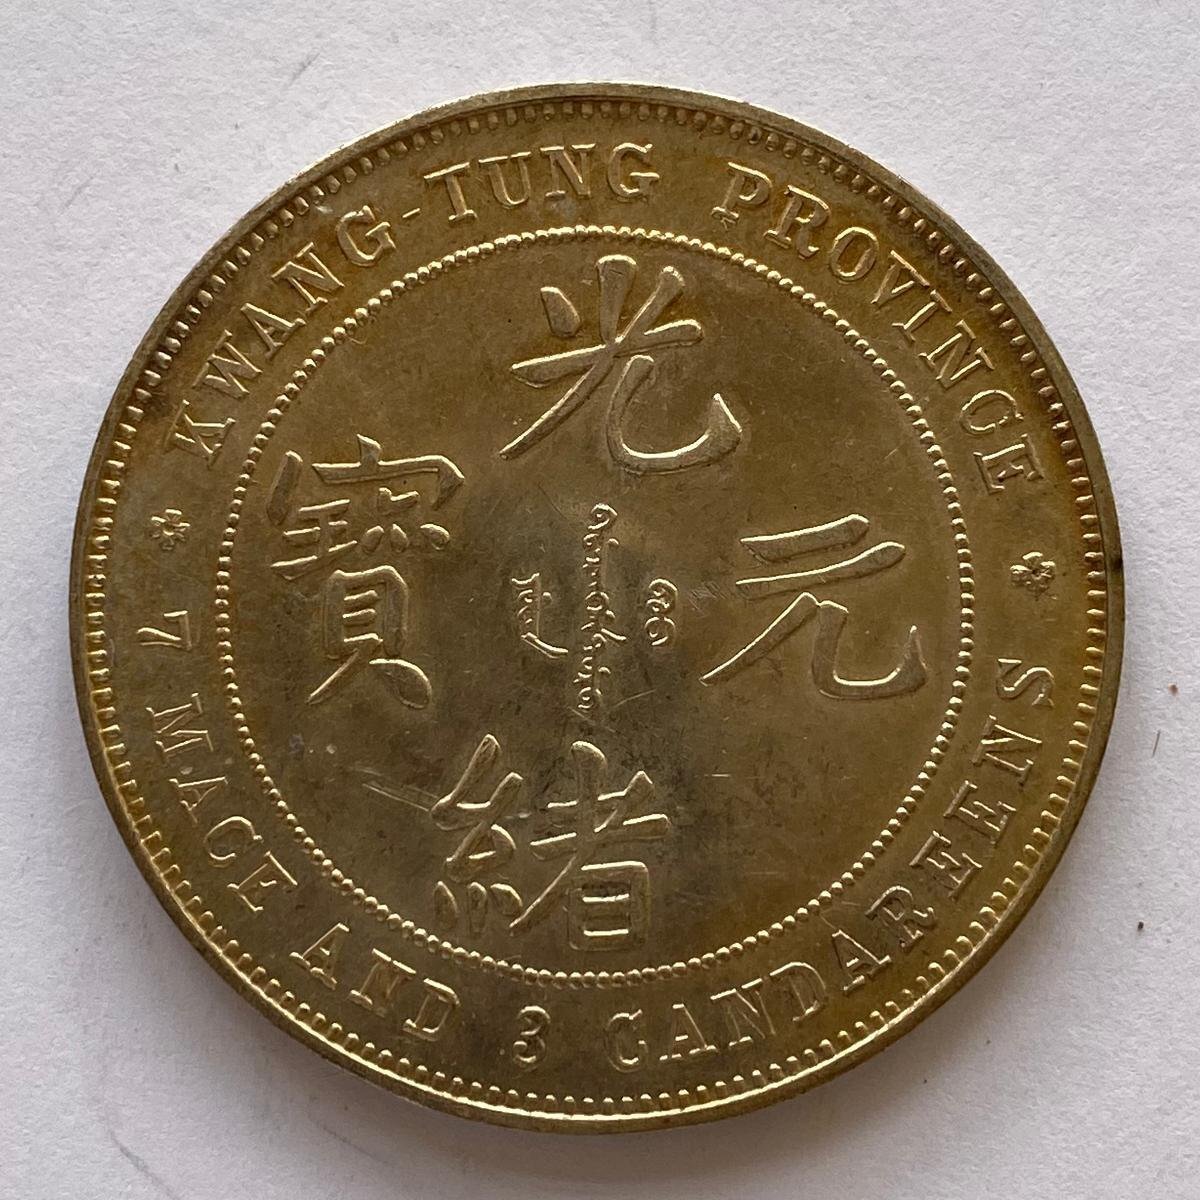 KWANG-TUNG PROVINCE
光緒元寶
7 MACE AND 3 CANDAREENS